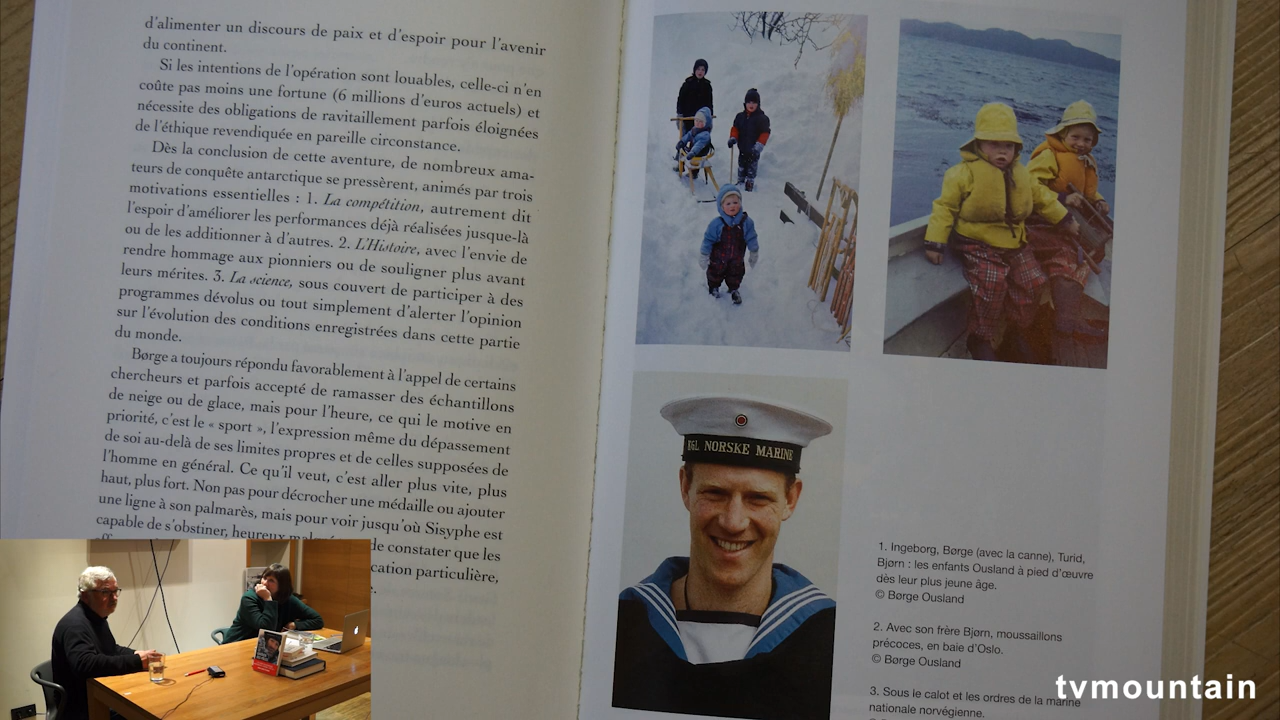 d'alimenter un discours de paix et d'espoir pour l'avenir
du continent.
Si les intentions de l'opération sont louables, celle-ci n'en
coûte pas moins une fortune (6 millions d'euros actuels) et
nécessite des obligations de ravitaillement parfois éloignées
de l'éthique revendiquée en pareille circonstance.
Dès la conclusion de cette aventure, de nombreux ama-
teurs de conquête antarctique se pressèrent, animés par trois
motivations essentielles : 1. La compétition, autrement dit
l'espoir d'améliorer les performances déjà réalisées jusque-là
ou de les additionner à d'autres. 2. L'Histoire, avec l'envie de
rendre hommage aux pionniers ou de souligner plus avant
leurs mérites. 3. La science, sous couvert de participer à des
programmes dévolus ou tout simplement d'alerter l'opinion
sur l'évolution des conditions enregistrées dans cette partie
du monde.
Børge a toujours répondu favorablement à l'appel de certains
chercheurs et parfois accepté de ramasser des échantillons
de neige ou de glace, mais pour l'heure, ce qui le motive en
priorité, c'est le « sport », l'expression même du dépassement
de soi au-delà de ses limites propres et de celles supposées de
l'homme en général. Ce qu'il veut, c'est aller plus vite, plus
haut, plus fort. Non pas pour décrocher une médaille ou ajouter
une ligne à son palmarès, mais pour voir jusqu'où Sisyphe est
capable de s'obstiner, heureux de constater que les
cation particulière,
KGL. NORSKE MARINE
1. Ingeborg, Børge (avec la canne), Turid,
Bjørn : les enfants Ousland à pied d'œuvre
dès leur plus jeune âge.
© Børge Ousland
2. Avec son frère Bjørn, moussaillons
précoces, en baie d'Oslo.
© Børge Ousland
3. Sous le calot et les ordres de la marine
nationale norvégienne.
tvmountain